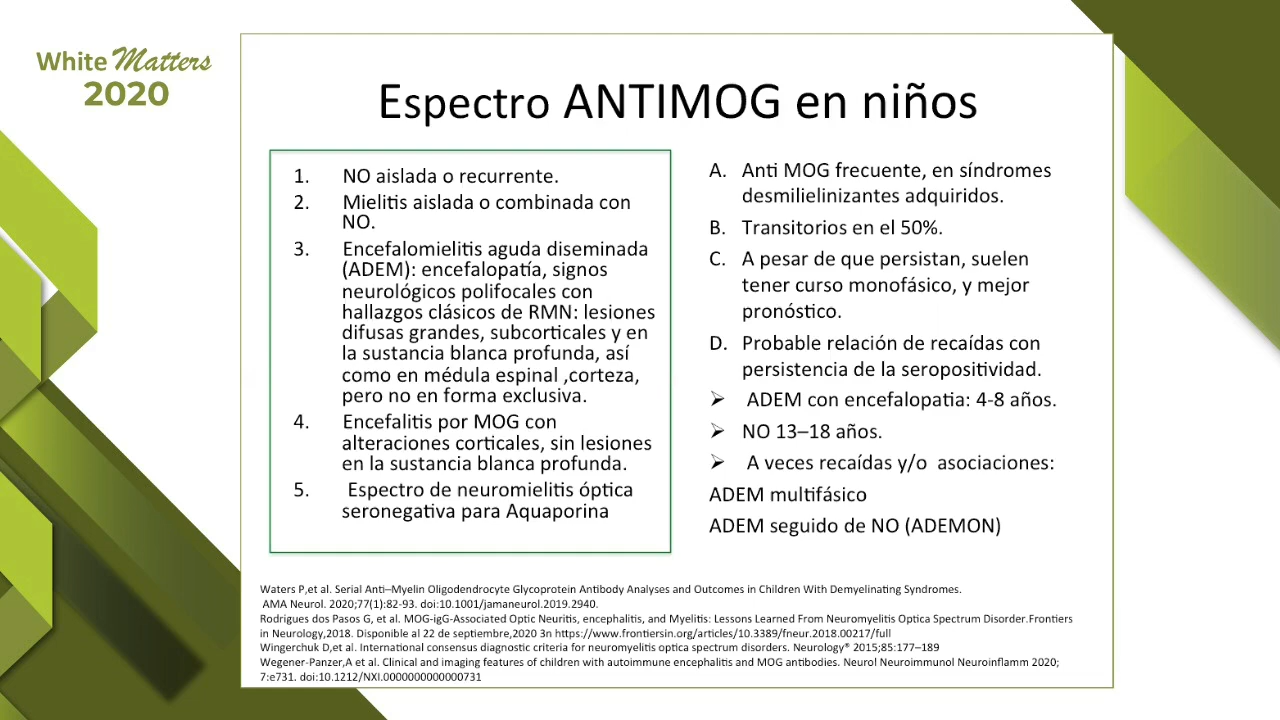 White Matters
2020
Espectro ANTIMOG en niños
1. NO aislada o recurrente.
2. Mielitis aislada o combinada con
NO.
3. Encefalomielitis aguda diseminada
(ADEM): encefalopatía, signos
neurológicos polifocales con
hallazgos clásicos de RMN: lesiones
difusas grandes, subcorticales y en
la sustancia blanca profunda, así
como en médula espinal ,corteza,
pero no en forma exclusiva.
4. Encefalitis por MOG con
alteraciones corticales, sin lesiones
en la sustancia blanca profunda.
5. Espectro de neuromielitis óptica
seronegativa para Aquaporina
A. Anti MOG frecuente, en síndromes
desmilielinizantes adquiridos.
B. Transitorios en el 50%.
C. A pesar de que persistan, suelen
tener curso monofásico, y mejor
pronóstico.
D. Probable relación de recaídas con
persistencia de la seropositividad.
➢ ADEM con encefalopatia: 4-8 años.
➢ NO 13–18 años.
➢ A veces recaídas y/o asociaciones:
ADEM multifásico
ADEM seguido de NO (ADEMON)
Waters P,et al. Serial Anti–Myelin Oligodendrocyte Glycoprotein Antibody Analyses and Outcomes in Children With Demyelinating Syndromes.
AMA Neurol. 2020;77(1):82-93. doi:10.1001/jamaneurol.2019.2940.
Rodrigues dos Pasos G, et al. MOG-igG-Associated Optic Neuritis, encephalitis, and Myelitis: Lessons Learned From Neuromyelitis Optica Spectrum Disorder.Frontiers
in Neurology,2018. Disponible al 22 de septiembre,2020 3n https://www.frontiersin.org/articles/10.3389/fneur.2018.00217/full
Wingerchuk D,et al. International consensus diagnostic criteria for neuromyelitis optica spectrum disorders. Neurology® 2015;85:177–189
Wegener-Panzer,A et al. Clinical and imaging features of children with autoimmune encephalitis and MOG antibodies. Neurol Neuroimmunol Neuroinflamm 2020;
7:e731. doi:10.1212/NXI.0000000000000731